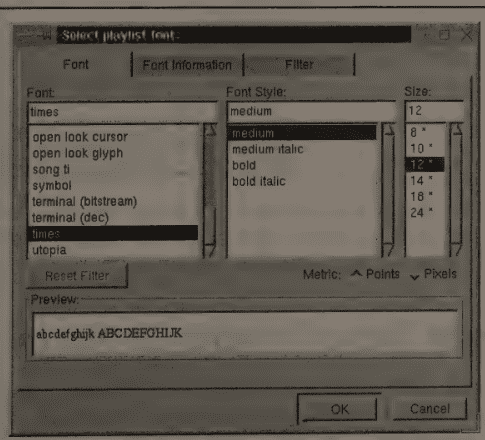 Select playlist font:
Font Font Information Filter
Font: Font Style: Size:
times medium 12
open look cursor medium 8 *
open look glyph medium italic 10 *
song ti bold 12 *
symbol bold italic 14 *
terminal (bitstream) 18 *
terminal (dec) 24 *
times
utopia
Reset Filter Metric: Points Pixels
Preview:
abcdefghijk ABCDEFGHIJK
OK Cancel